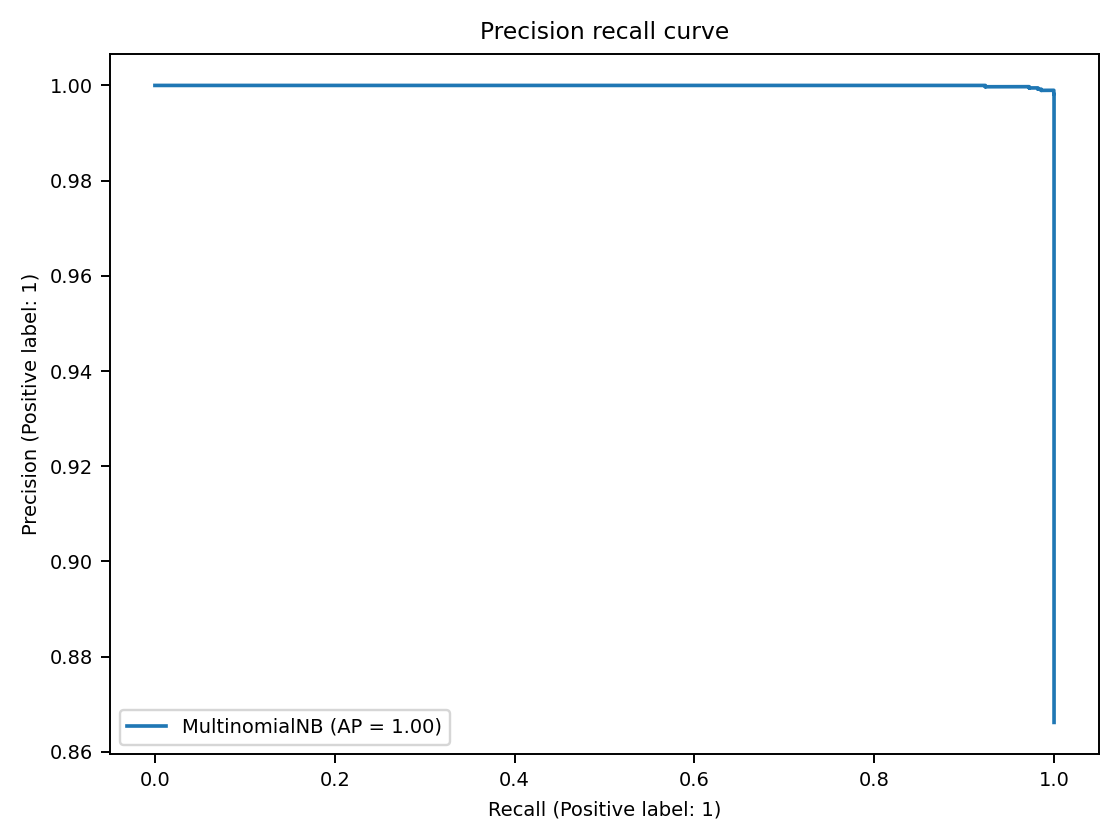 Precision recall curve
1.00
0.98
0.96
0.94
0.92
0.90
0.88
0.86
Precision (Positive label: 1)
MultinomialNB (AP = 1.00)
0.0 0.2 0.4 0.6 0.8 1.0
Recall (Positive label: 1)